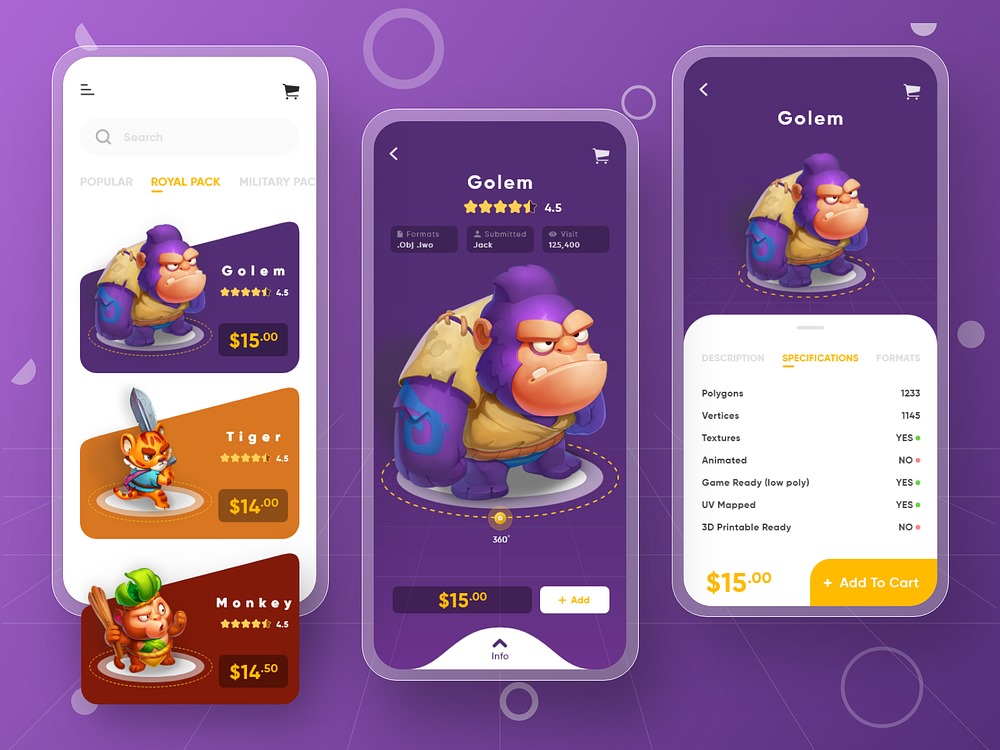 Search
POPULAR ROYAL PACK MILITARY PAC
Golem
4.5
$15.00
Tiger
4.5
$14.00
Monkey
4.5
$14.50
Golem
4.5
Formats
.Obj .lwo
Submitted
Jack
Visit
125,400
360°
$15.00
+ Add
Info
Golem
DESCRIPTION SPECIFICATIONS FORMATS
Polygons 1233
Vertices 1145
Textures YES
Animated NO
Game Ready (low poly) YES
UV Mapped YES
3D Printable Ready NO
$15.00
+ Add To Cart